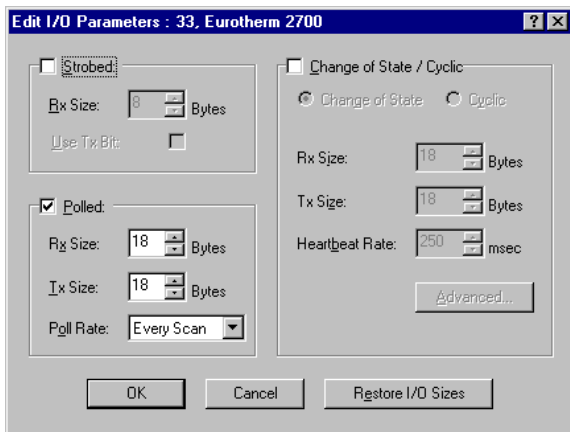 Edit I/O Parameters : 33, Eurotherm 2700
Strobed:
Rx Size: 8 Bytes
Use Tx Bit:
Polled:
Rx Size: 18 Bytes
Tx Size: 18 Bytes
Poll Rate: Every Scan
Change of State / Cyclic
Change of State Cyclic
Rx Size: 18 Bytes
Tx Size: 18 Bytes
Heartbeat Rate: 250 msec
Advanced...
OK Cancel Restore I/O Sizes